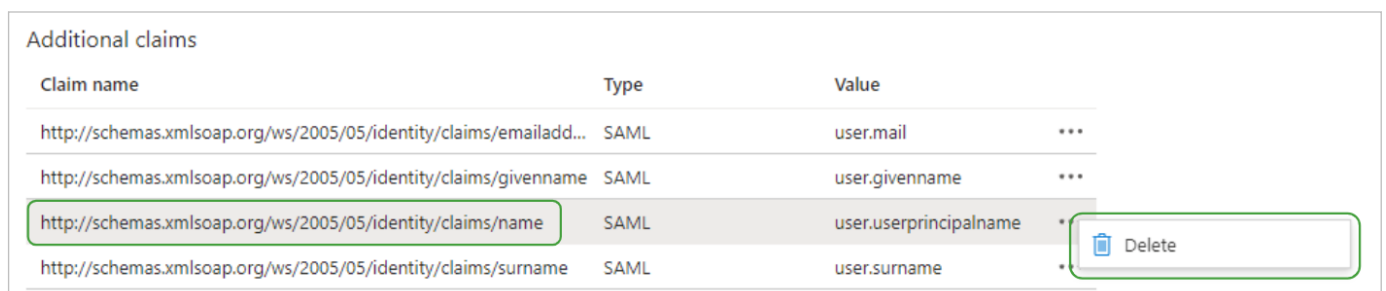 Additional claims
Claim name Type Value
http://schemas.xmlsoap.org/ws/2005/05/identity/claims/emailadd... SAML user.mail •••
http://schemas.xmlsoap.org/ws/2005/05/identity/claims/givenname SAML user.givenname •••
http://schemas.xmlsoap.org/ws/2005/05/identity/claims/name SAML user.userprincipalname
Delete
http://schemas.xmlsoap.org/ws/2005/05/identity/claims/surname SAML user.surname